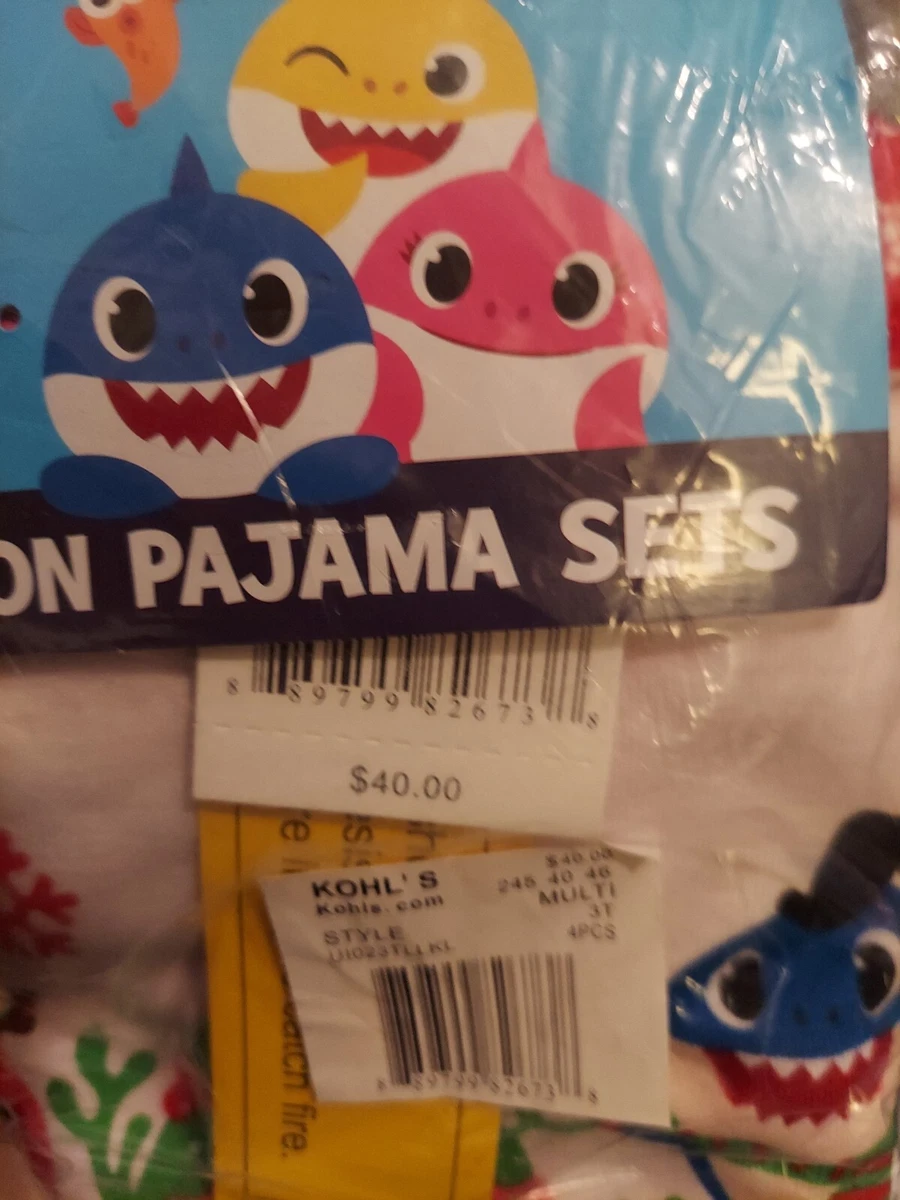 ON PAJAMA SETS
8 89799 82673 8
$40.00
KOHL'S
Kohls.com
$40.00
245 40 46
MULTI
3T
4PCS
STYLE
8 89799 82673 8
catch fire.